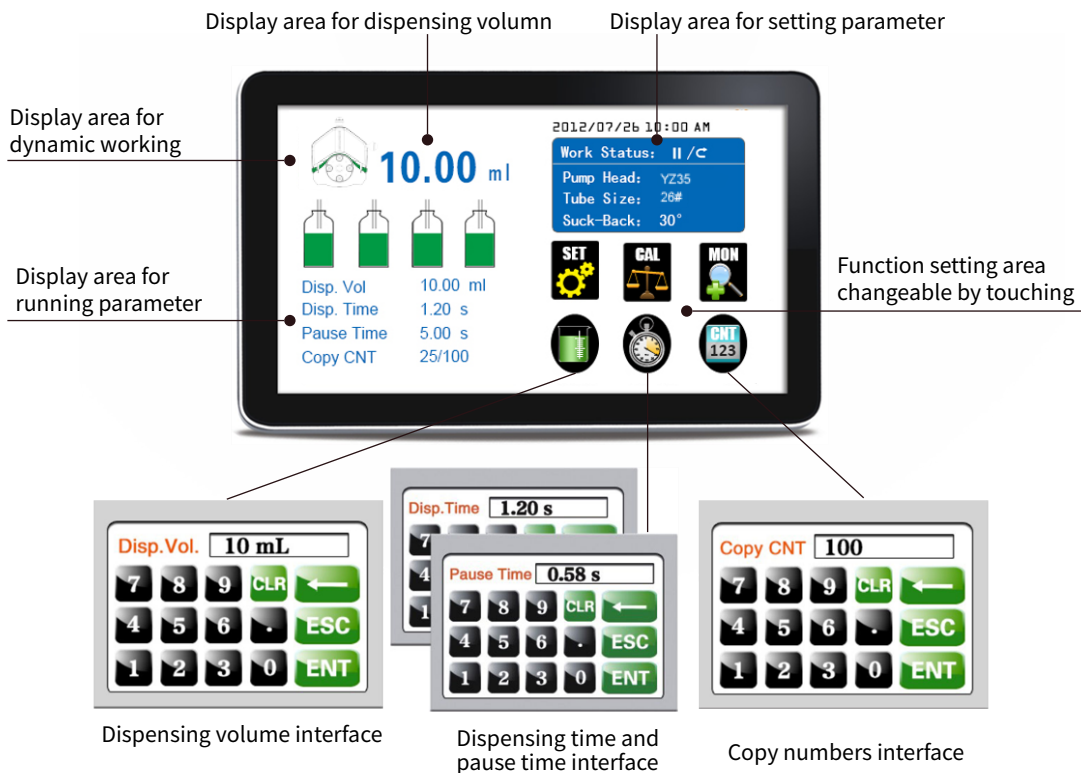 Display area for dispensing volumn
Display area for setting parameter
Display area for
dynamic working
2012/07/26 10:00 AM
10.00 ml
Work Status: II /
Pump Head: YZ35
Tube Size: 26#
Suck-Back: 30°
SET
CAL
MON
Display area for
running parameter
Disp. Vol 10.00 ml
Disp. Time 1.20 s
Pause Time 5.00 s
Copy CNT 25/100
CNT
123
Function setting area
changeable by touching
Disp.Vol. 10 mL
7 8 9 CLR ←
4 5 6 . ESC
1 2 3 0 ENT
Dispensing volume interface
Disp.Time 1.20 s
7
4
1
Pause Time 0.58 s
7 8 9 CLR ←
4 5 6 . ESC
1 2 3 0 ENT
Dispensing time and
pause time interface
Copy CNT 100
7 8 9 CLR ←
4 5 6 . ESC
1 2 3 0 ENT
Copy numbers interface